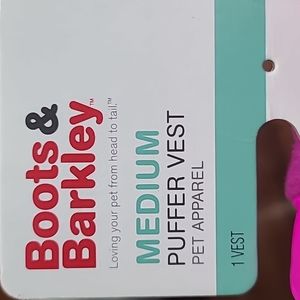 Boots &
Barkley™
Loving your pet from head to tail.™
MEDIUM
PUFFER VEST
PET APPAREL
1 VEST